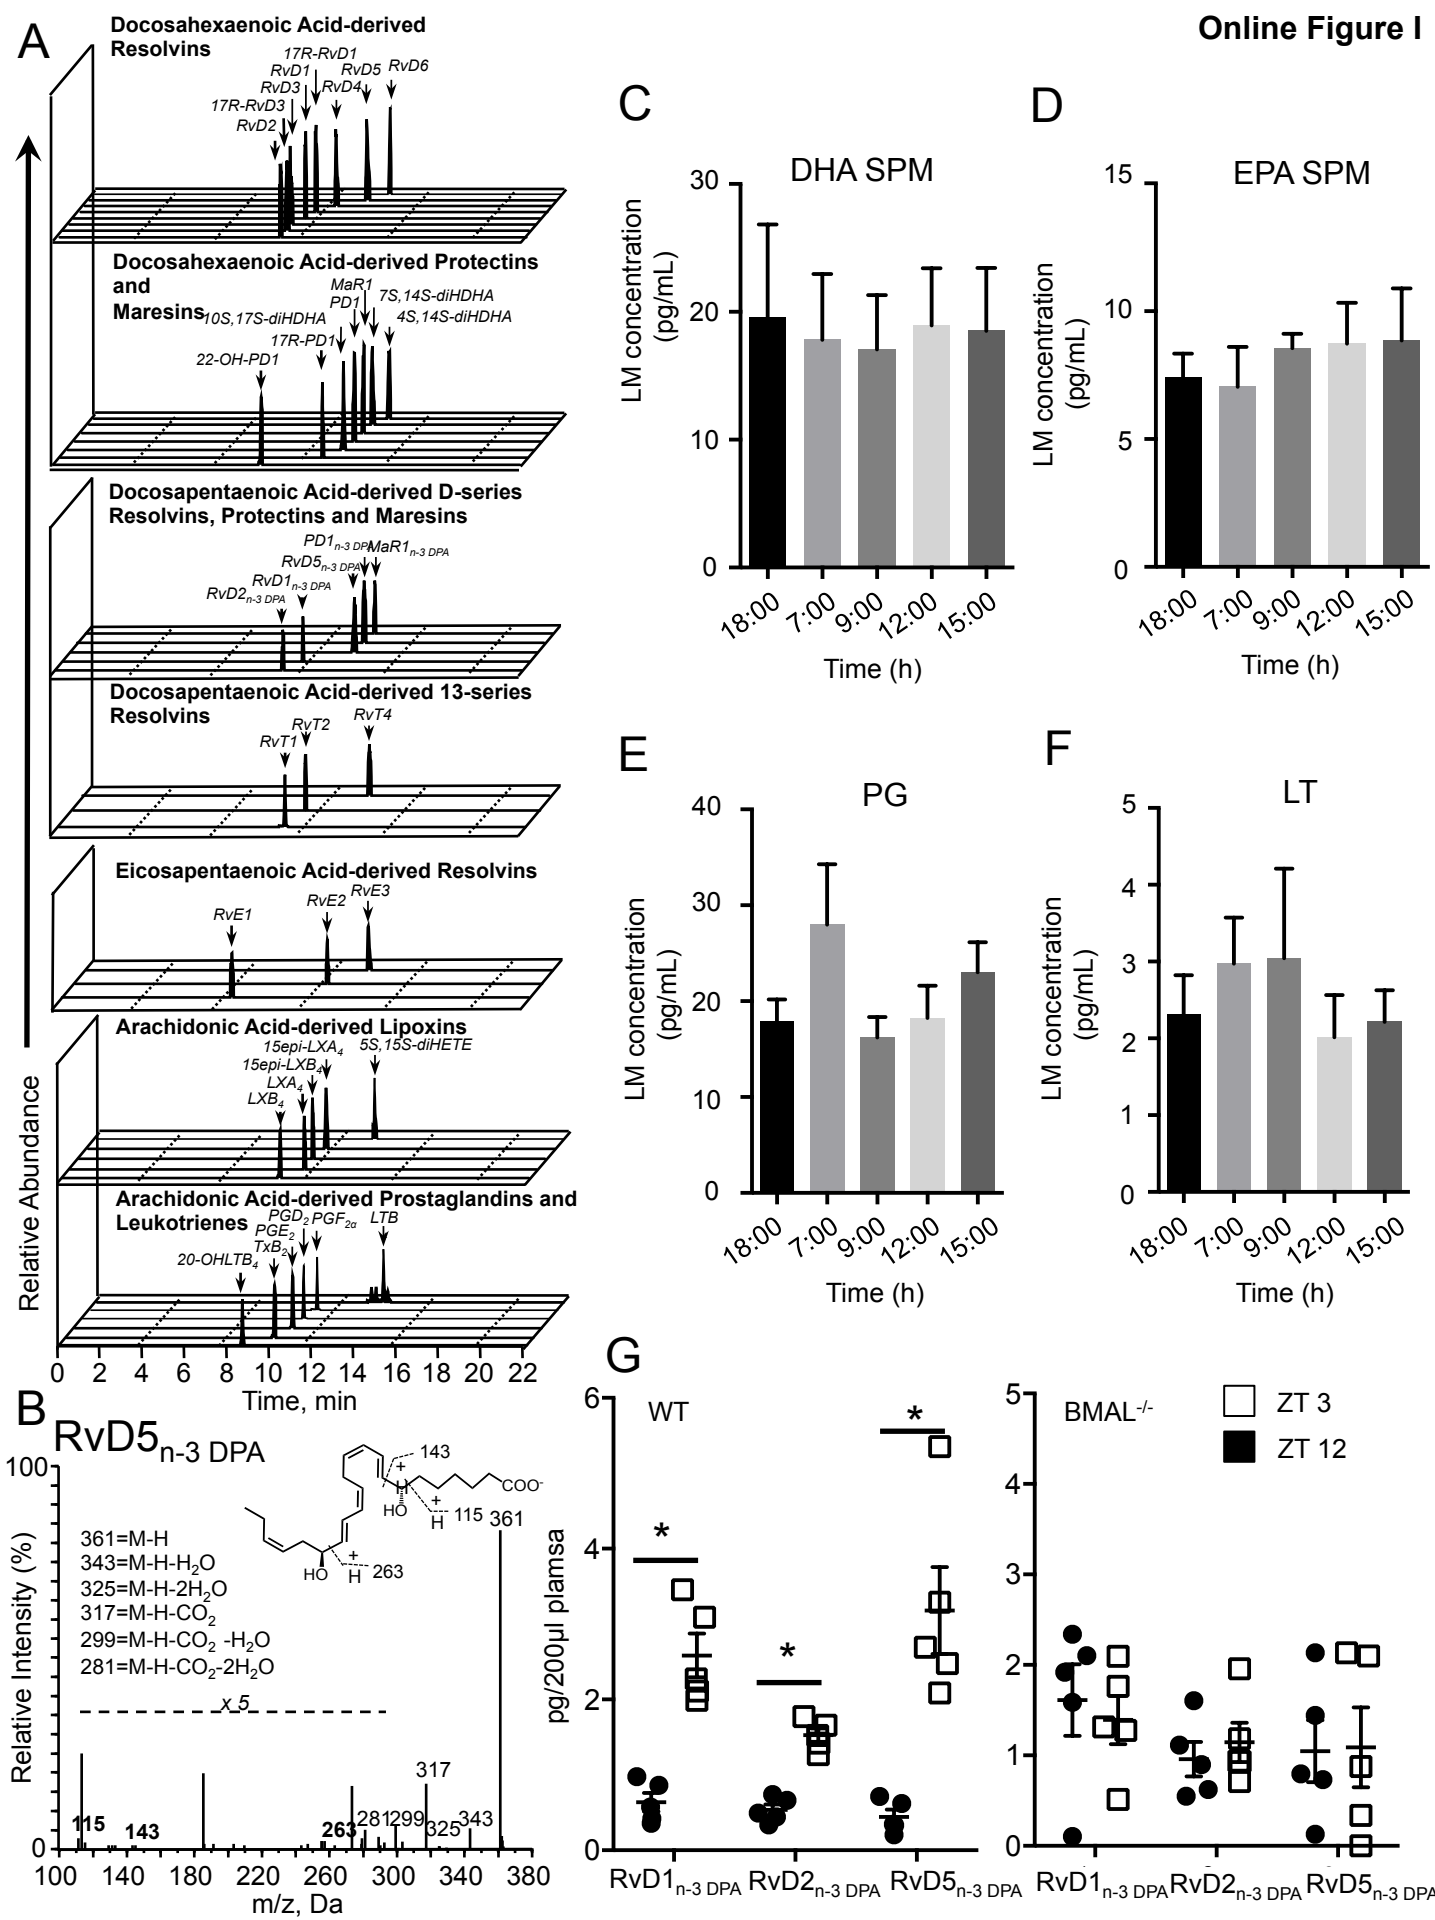 Online Figure I
A
Docosahexaenoic Acid-derived
Resolvins
17R-RvD1
RvD1
RvD5
RvD6
RvD3
RvD4
17R-RvD3
RvD2
Docosahexaenoic Acid-derived Protectins
and
Maresins
MaR1
PD1
7S,14S-diHDHA
10S,17S-diHDHA
4S,14S-diHDHA
17R-PD1
22-OH-PD1
Docosapentaenoic Acid-derived D-series
Resolvins, Protectins and Maresins
PD1n-3 DPA
MaR1n-3 DPA
RvD5n-3 DPA
RvD1n-3 DPA
RvD2n-3 DPA
Docosapentaenoic Acid-derived 13-series
Resolvins
RvT4
RvT2
RvT1
Eicosapentaenoic Acid-derived Resolvins
RvE3
RvE2
RvE1
Arachidonic Acid-derived Lipoxins
15epi-LXA4
5S,15S-diHETE
15epi-LXB4
LXA4
LXB4
Arachidonic Acid-derived Prostaglandins and
Leukotrienes
PGD2
PGF2α
LTB
PGE2
TxB2
20-OHLTB4
Relative Abundance
0 2 4 6 8 10 12 14 16 18 20 22
Time, min
B
RvD5n-3 DPA
100
0
Relative Intensity (%)
361=M-H
343=M-H-H2O
325=M-H-2H2O
317=M-H-CO2
299=M-H-CO2 -H2O
281=M-H-CO2-2H2O
x 5
143
+
H
COO-
HO
+
H
115
361
+
H
263
HO
317
115
143
263
281
299
325
343
100 140 180 220 260 300 340 380
m/z, Da
C
DHA SPM
LM concentration
(pg/mL)
30
20
10
0
18:00 7:00 9:00 12:00 15:00
Time (h)
D
EPA SPM
LM concentration
(pg/mL)
15
10
5
0
18:00 7:00 9:00 12:00 15:00
Time (h)
E
PG
LM concentration
(pg/mL)
40
30
20
10
0
18:00 7:00 9:00 12:00 15:00
Time (h)
F
LT
LM concentration
(pg/mL)
5
4
3
2
1
0
18:00 7:00 9:00 12:00 15:00
Time (h)
G
WT
pg/200µl plamsa
6
4
2
0
*
*
*
RvD1n-3 DPA RvD2n-3 DPA RvD5n-3 DPA
BMAL-/-
5
4
3
2
1
0
ZT 3
ZT 12
RvD1n-3 DPA RvD2n-3 DPA RvD5n-3 DPA